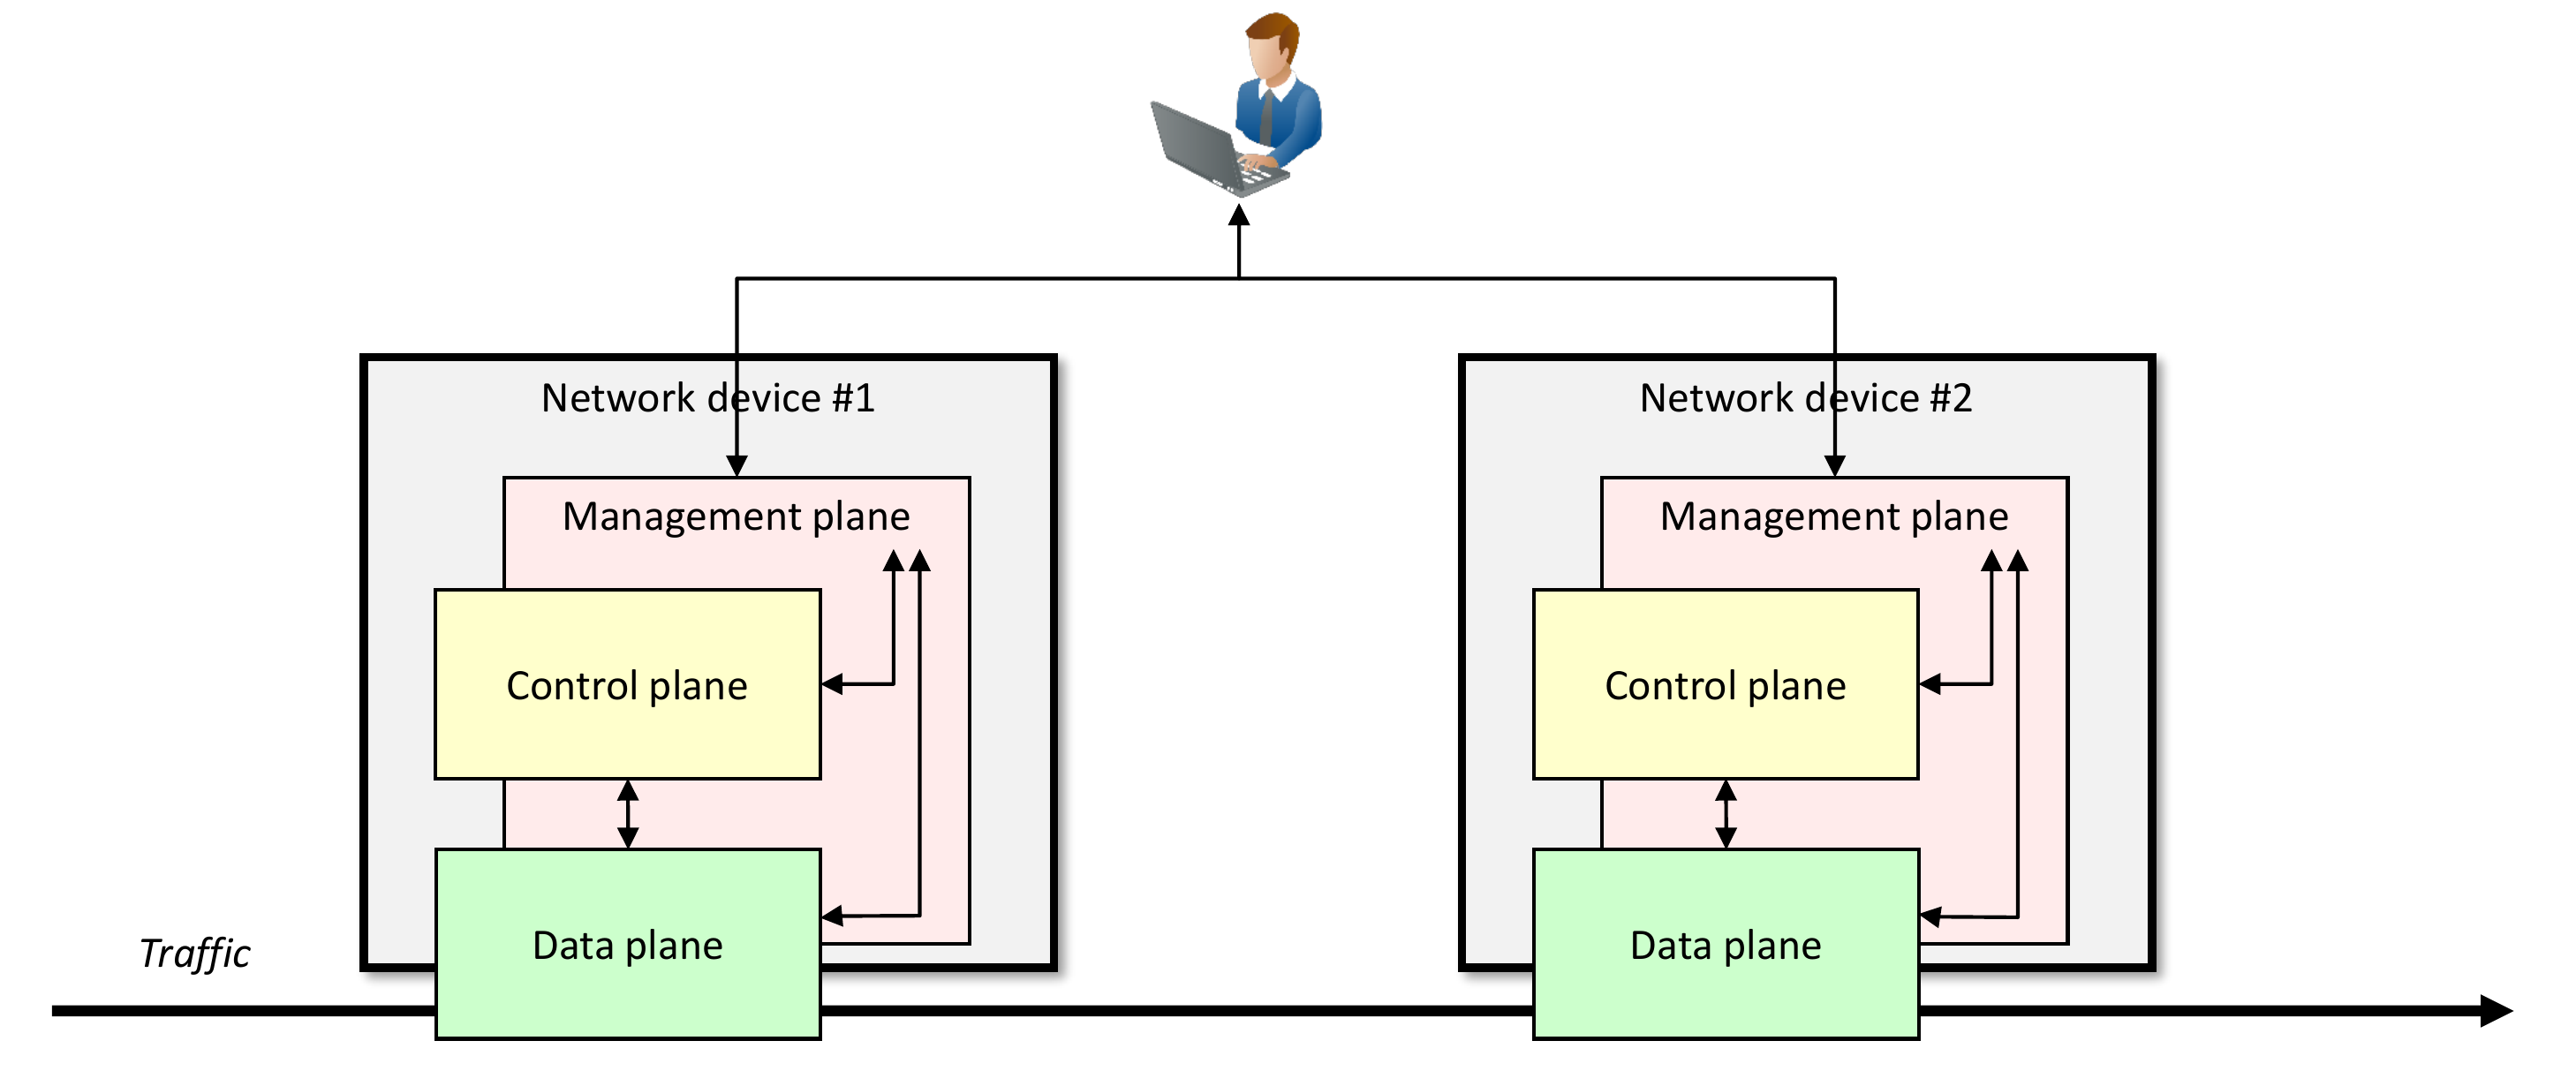 Network device #1
Network device #2
Management plane
Management plane
Control plane
Control plane
Data plane
Data plane
Traffic